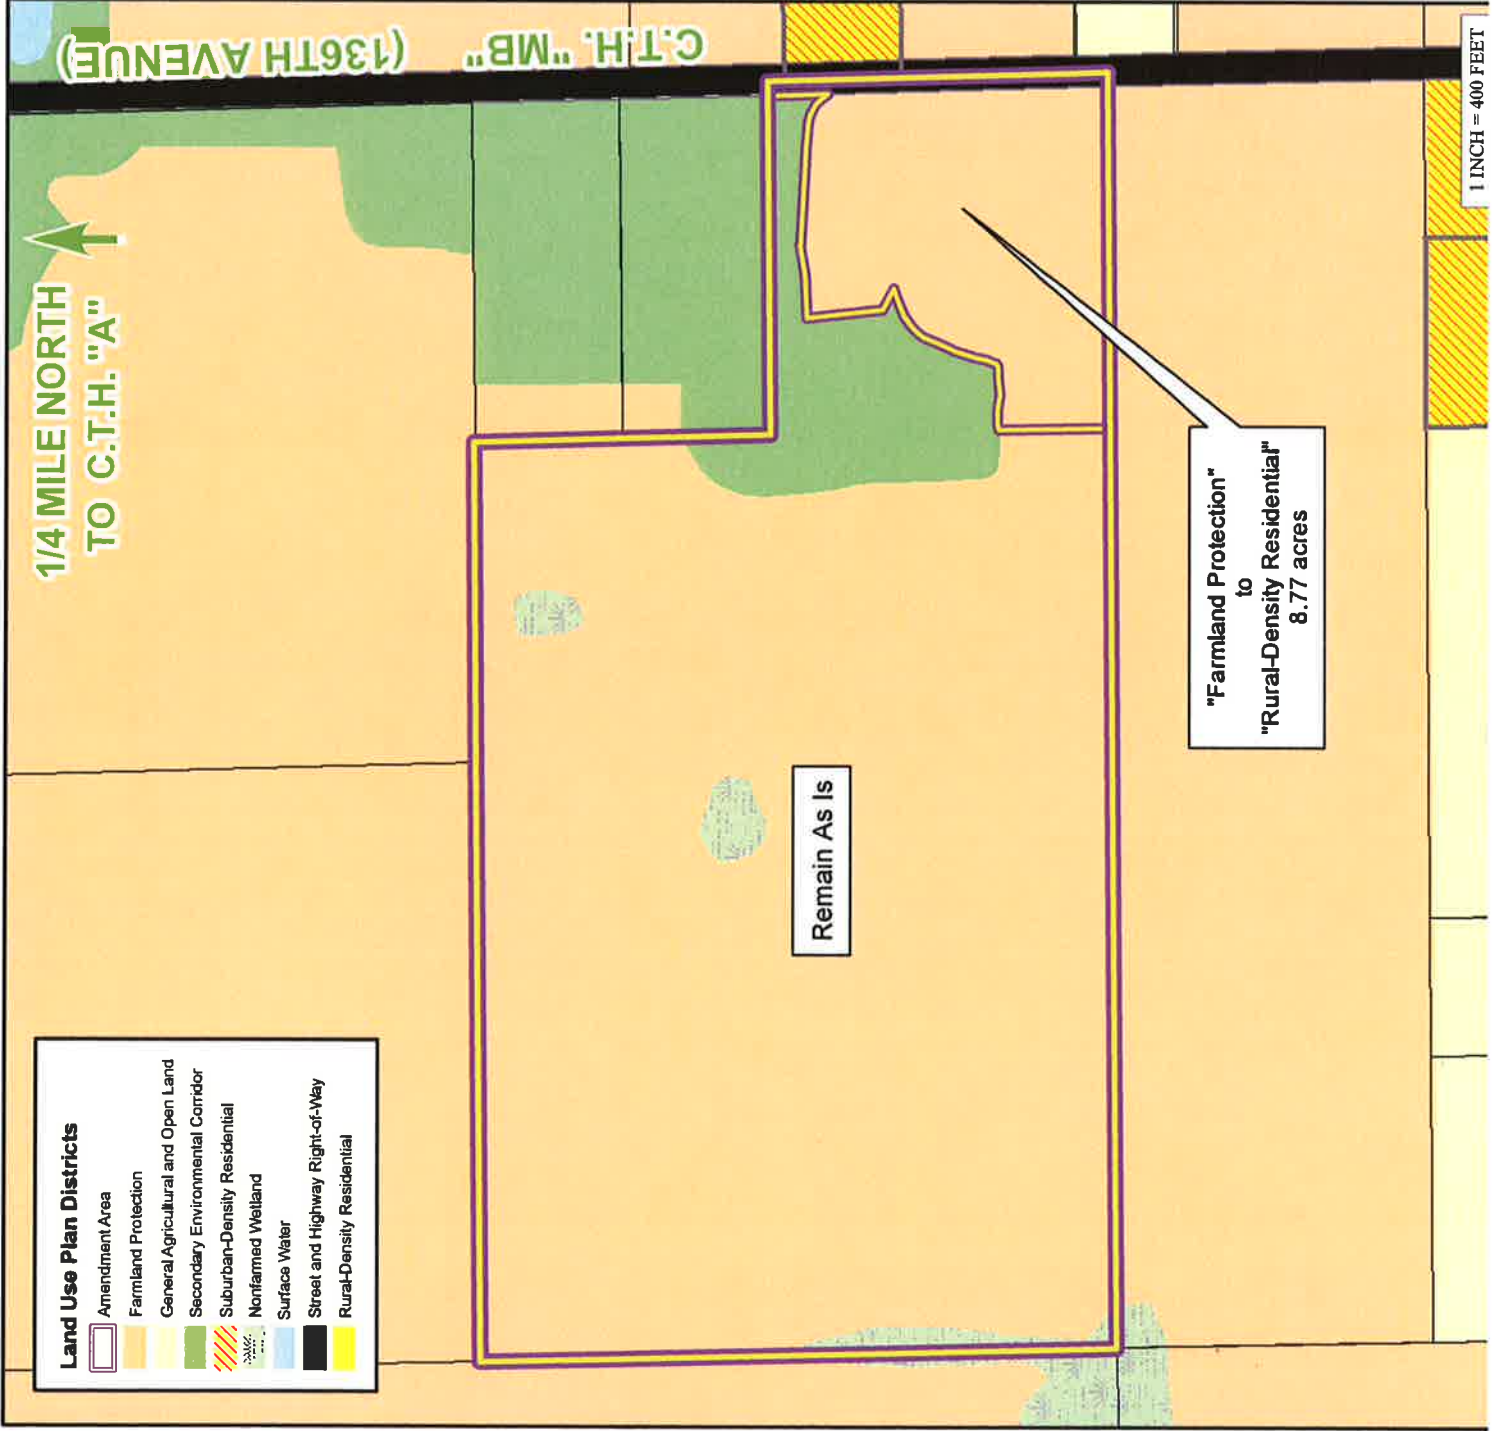 C.T.H. "MB" (136TH AVENUE)
1/4 MILE NORTH
TO C.T.H. "A"
Land Use Plan Districts
Amendment Area
Farmland Protection
General Agricultural and Open Land
Secondary Environmental Corridor
Suburban-Density Residential
Nonfarmed Wetland
Surface Water
Street and Highway Right-of-Way
Rural-Density Residential
Remain As Is
"Farmland Protection"
to
"Rural-Density Residential"
8.77 acres
1 INCH = 400 FEET